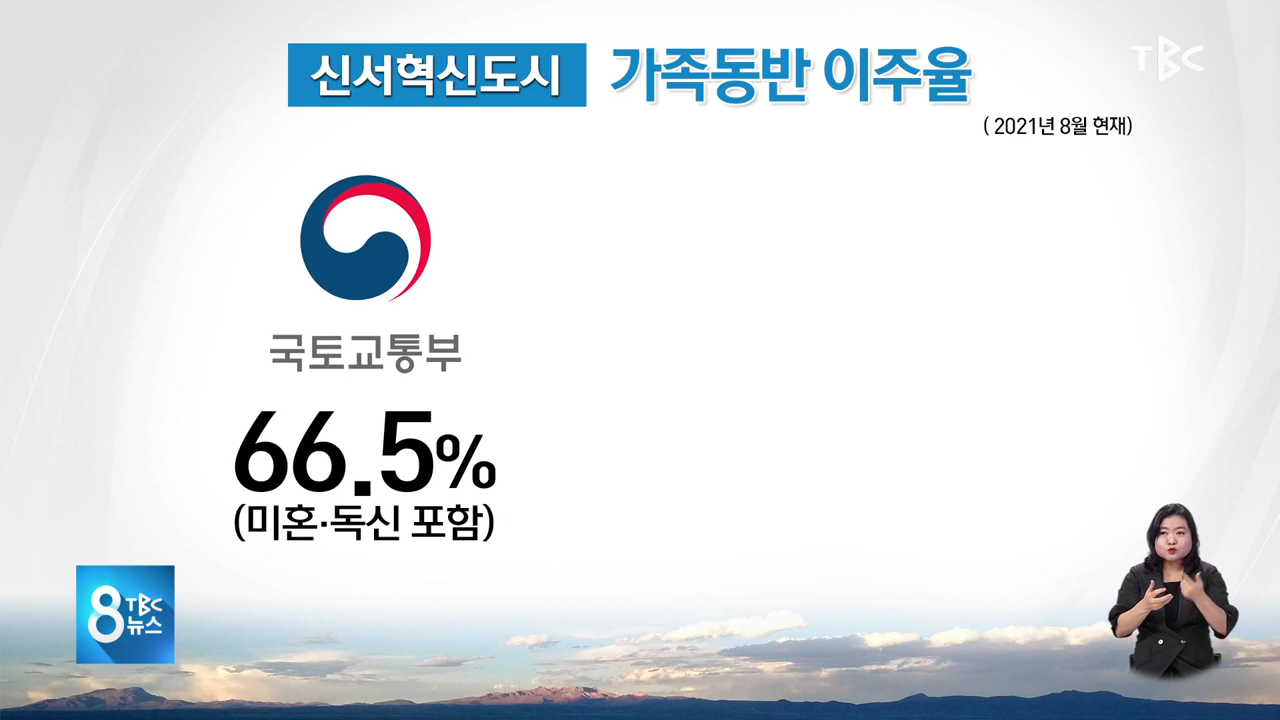 신서혁신도시 가족동반 이주율
TBC
( 2021년 8월 현재)
국토교통부
66.5%
(미혼·독신 포함)
8 TBC
뉴스